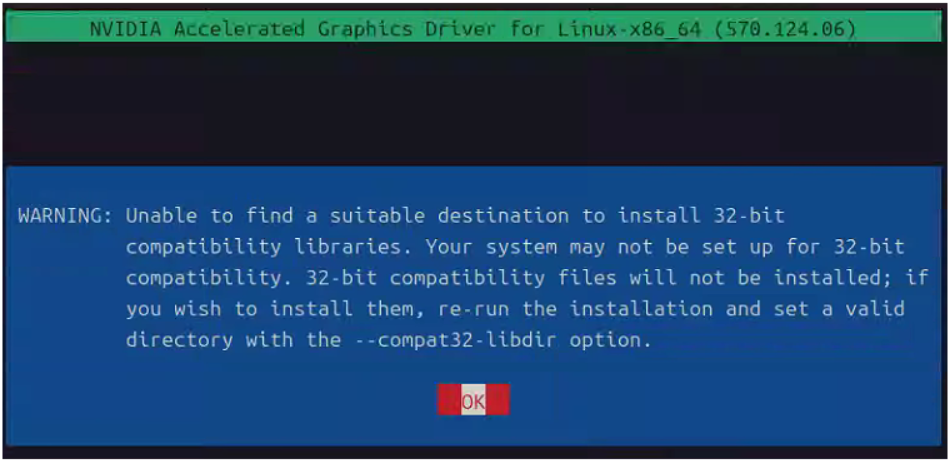 NVIDIA Accelerated Graphics Driver for Linux-x86_64 (570.124.06)
WARNING: Unable to find a suitable destination to install 32-bit
compatibility libraries. Your system may not be set up for 32-bit
compatibility. 32-bit compatibility files will not be installed; if
you wish to install them, re-run the installation and set a valid
directory with the --compat32-libdir option.
OK